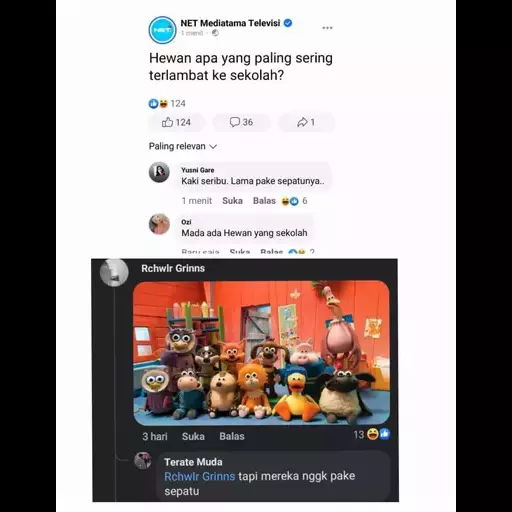 NET Mediatama Televisi
1 menit
Hewan apa yang paling sering
terlambat ke sekolah?
124
124
36
1
Paling relevan
Yusni Gare
Kaki seribu. Lama pake sepatunya..
1 menit Suka Balas 6
Ozi
Mada ada Hewan yang sekolah
Baru saja Suka Balas 2
Rchwlr Grinns
3 hari Suka Balas 13
Terate Muda
Rchwlr Grinns tapi mereka nggk pake
sepatu